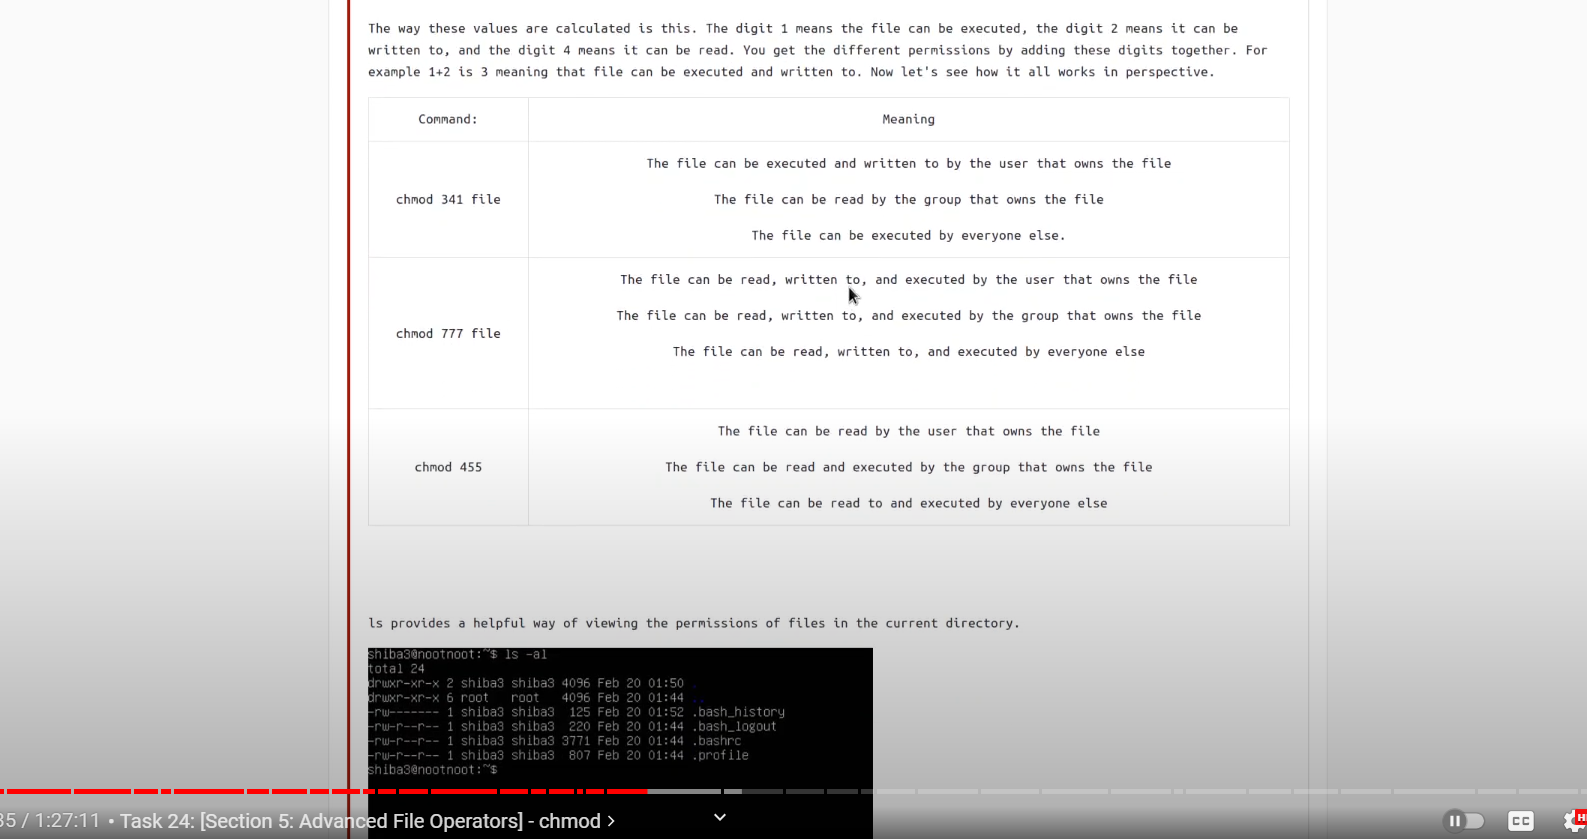 The way these values are calculated is this. The digit 1 means the file can be executed, the digit 2 means it can be
written to, and the digit 4 means it can be read. You get the different permissions by adding these digits together. For
example 1+2 is 3 meaning that file can be executed and written to. Now let's see how it all works in perspective.
Command:
Meaning
chmod 341 file
The file can be executed and written to by the user that owns the file
The file can be read by the group that owns the file
The file can be executed by everyone else.
chmod 777 file
The file can be read, written to, and executed by the user that owns the file
The file can be read, written to, and executed by the group that owns the file
The file can be read, written to, and executed by everyone else
chmod 455
The file can be read by the user that owns the file
The file can be read and executed by the group that owns the file
The file can be read to and executed by everyone else
ls provides a helpful way of viewing the permissions of files in the current directory.
shiba3@nootnoot:~$ ls -al
total 24
drwxr-xr-x 2 shiba3 shiba3 4096 Feb 20 01:50 .
drwxr-xr-x 6 root   root   4096 Feb 20 01:44 ..
-rw------- 1 shiba3 shiba3  125 Feb 20 01:52 .bash_history
-rw-r--r-- 1 shiba3 shiba3  220 Feb 20 01:44 .bash_logout
-rw-r--r-- 1 shiba3 shiba3 3771 Feb 20 01:44 .bashrc
-rw-r--r-- 1 shiba3 shiba3  807 Feb 20 01:44 .profile
shiba3@nootnoot:~$
35 / 1:27:11 • Task 24: [Section 5: Advanced File Operators] - chmod >
CC
H